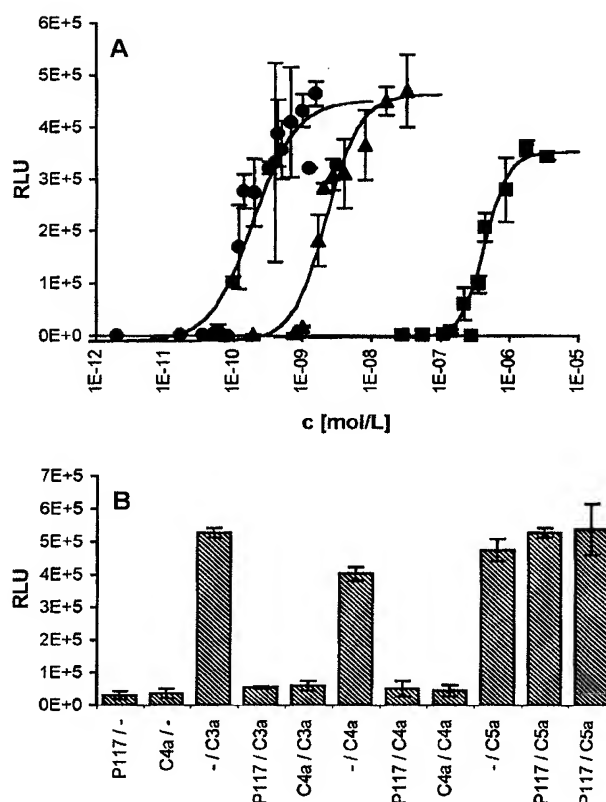 A
RLU
6E+5
5E+5
4E+5
3E+5
2E+5
1E+5
0E+0
1E-12
1E-11
1E-10
1E-09
1E-08
1E-07
1E-06
1E-05
c [mol/L]
B
RLU
7E+5
6E+5
5E+5
4E+5
3E+5
2E+5
1E+5
0E+0
P117 / -
C4a / -
- / C3a
P117 / C3a
C4a / C3a
- / C4a
P117 / C4a
C4a / C4a
- / C5a
P117 / C5a
P117 / C5a